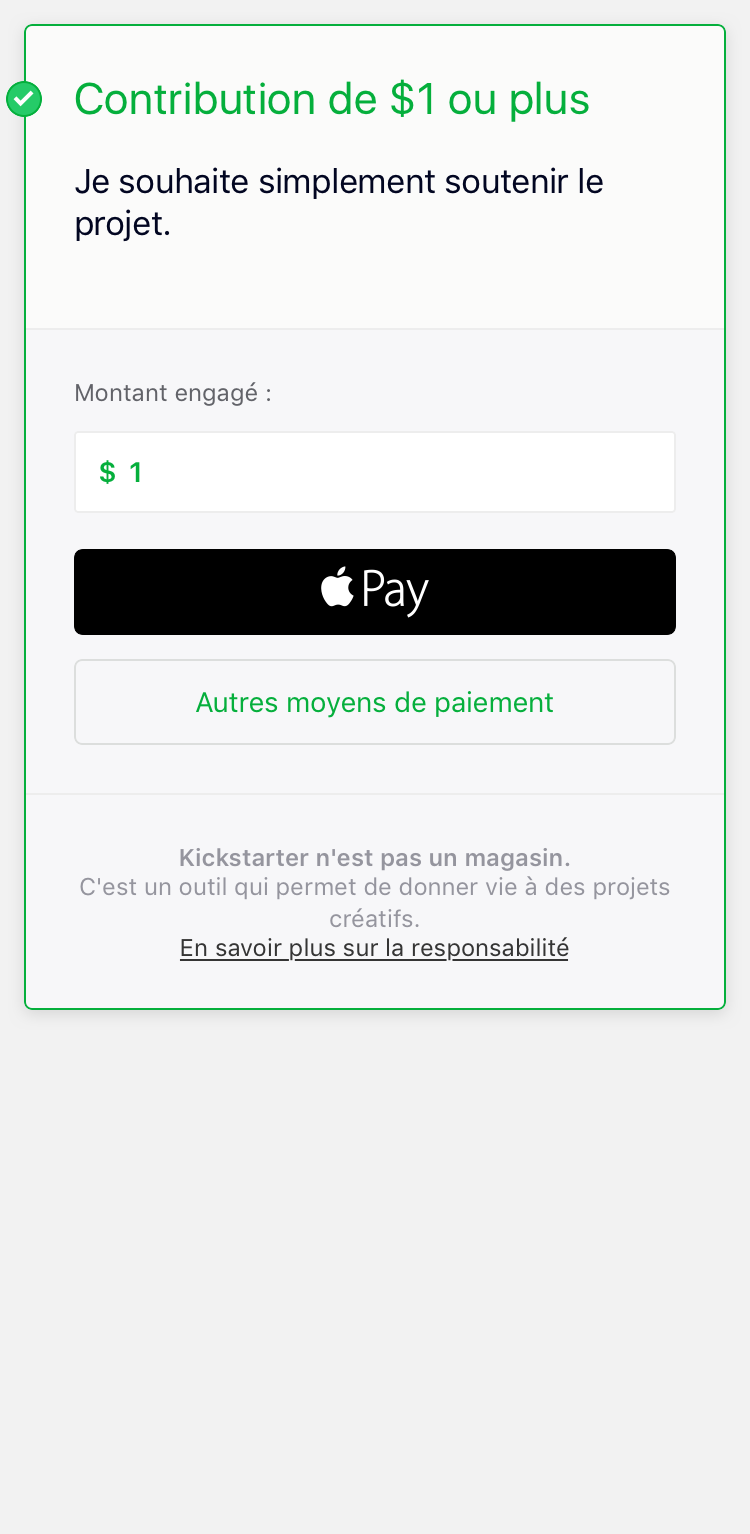 Contribution de $1 ou plus
Je souhaite simplement soutenir le
projet.
Montant engagé :
$ 1
Pay
Autres moyens de paiement
Kickstarter n'est pas un magasin.
C'est un outil qui permet de donner vie à des projets
créatifs.
En savoir plus sur la responsabilité